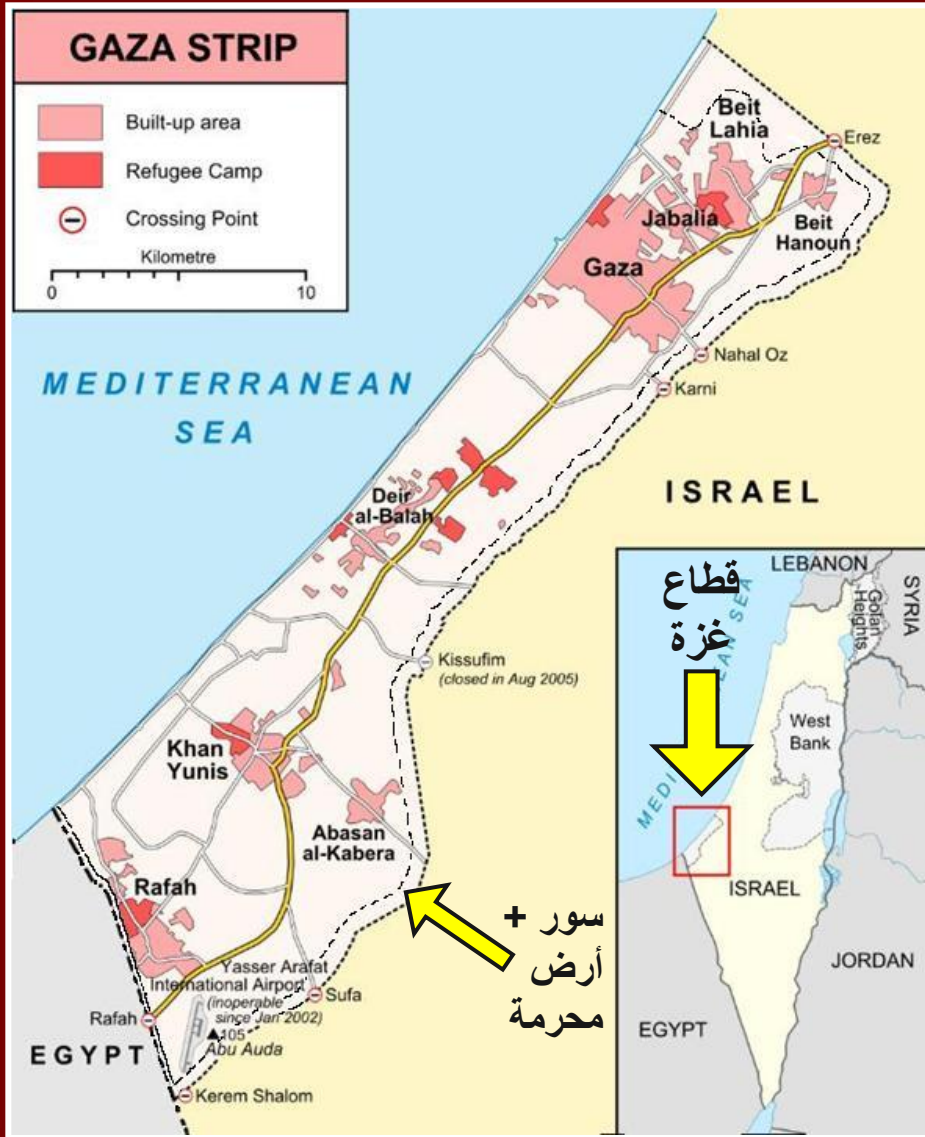 GAZA STRIP
Built-up area
Refugee Camp
Crossing Point
Kilometre
0 10
MEDITERRANEAN
SEA
Beit
Lahia
Erez
Jabalia
Beit
Hanoun
Gaza
Nahal Oz
Karni
ISRAEL
Deir
al-Balah
Kissufim
(closed in Aug 2005)
Khan
Yunis
Abasan
al-Kabera
Rafah
Yasser Arafat
International Airport
(inoperable
since Jan 2002)
105
Abu Auda
Sufa
Rafah
EGYPT
Kerem Shalom
سور +
أرض
محرمة
قطاع
غزة
LEBANON
SYRIA
Golan
Heights
West
Bank
ISRAEL
JORDAN
EGYPT